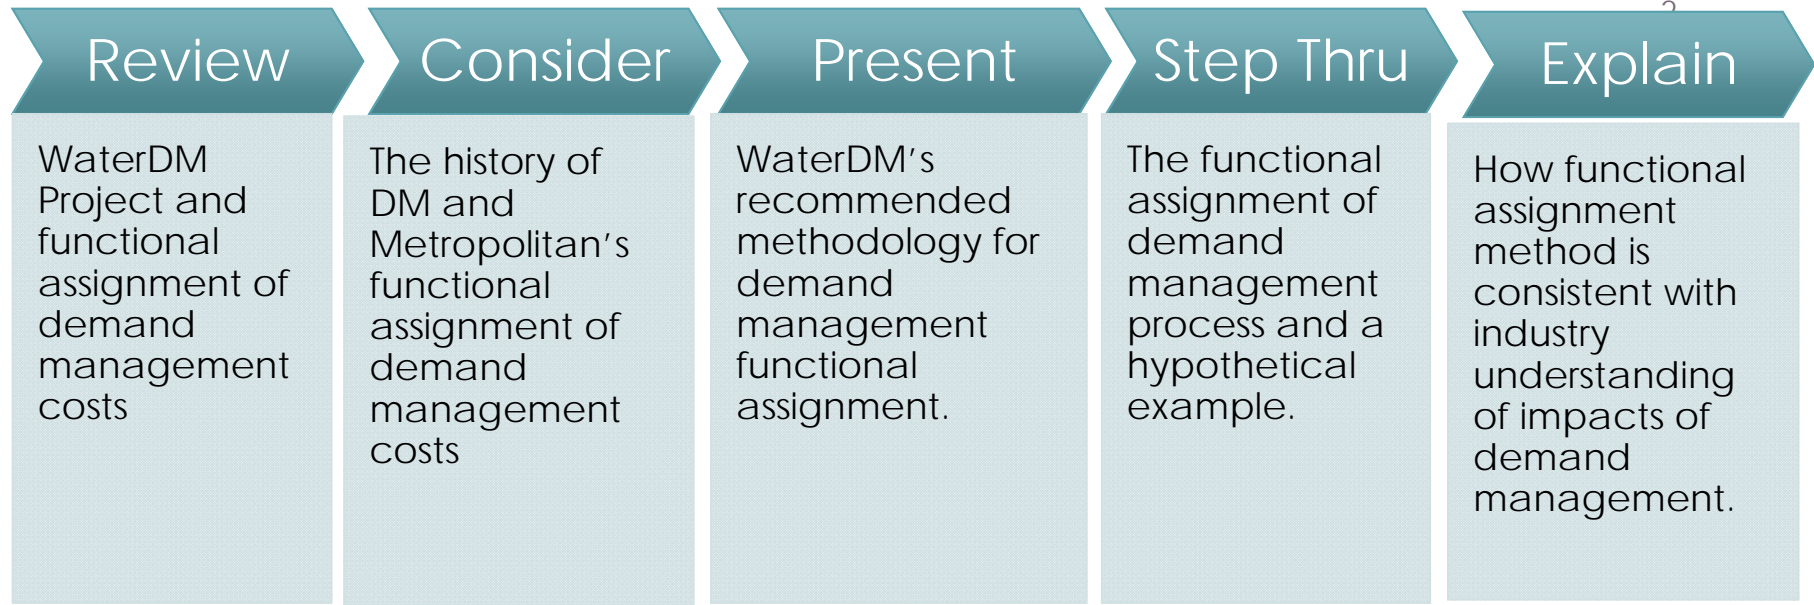 2
Review
WaterDM
Project and
functional
assignment of
demand
management
costs
Consider
The history of
DM and
Metropolitan’s
functional
assignment of
demand
management
costs
Present
WaterDM’s
recommended
methodology for
demand
management
functional
assignment.
Step Thru
The functional
assignment of
demand
management
process and a
hypothetical
example.
Explain
How functional
assignment
method is
consistent with
industry
understanding
of impacts of
demand
management.